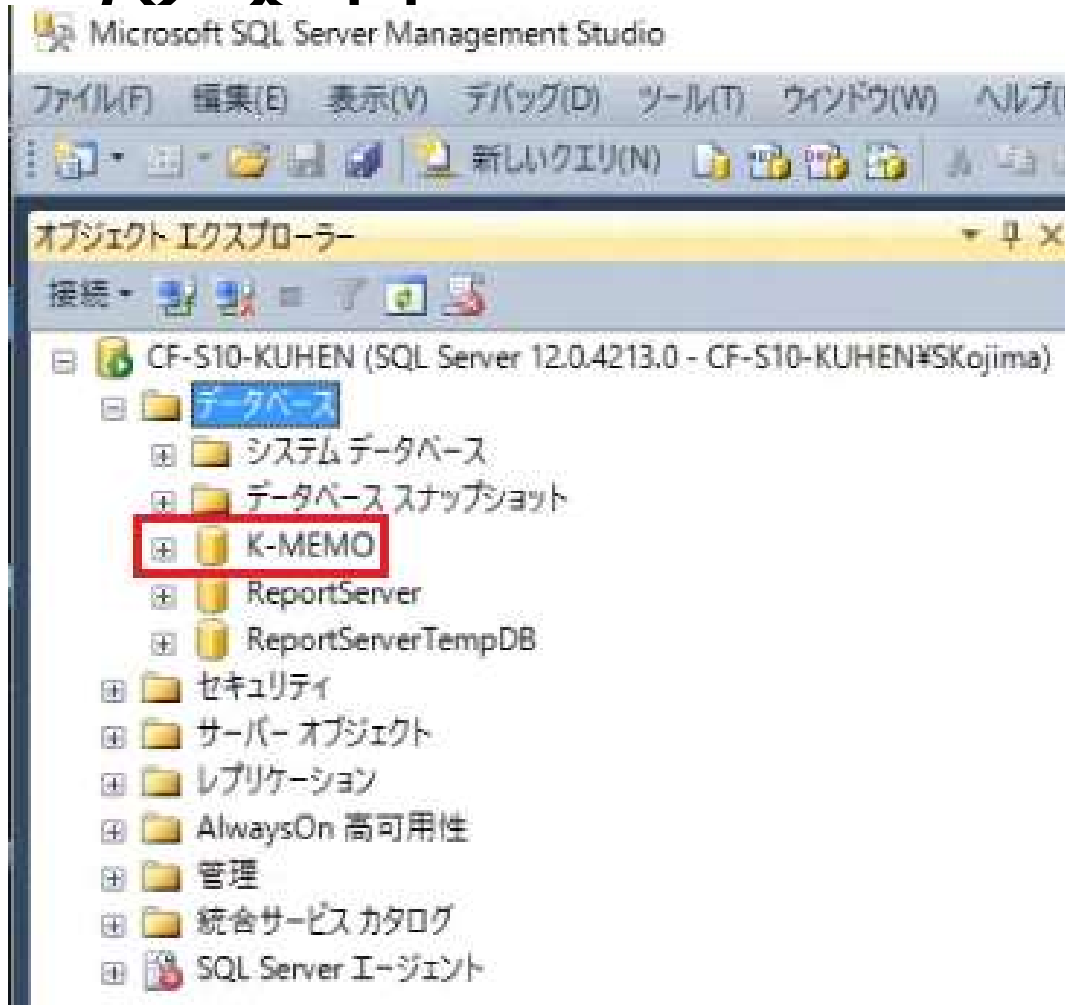 Microsoft SQL Server Management Studio
ファイル(F) 編集(E) 表示(V) デバッグ(D) ツール(T) ウィンドウ(W) ヘルプ(
新しいクエリ(N)
オブジェクト エクスプローラー
接続
CF-S10-KUHEN (SQL Server 12.0.4213.0 - CF-S10-KUHEN¥SKojima)
データベース
システム データベース
データベース スナップショット
K-MEMO
ReportServer
ReportServerTempDB
セキュリティ
サーバー オブジェクト
レプリケーション
AlwaysOn 高可用性
管理
統合サービス カタログ
SQL Server エージェント